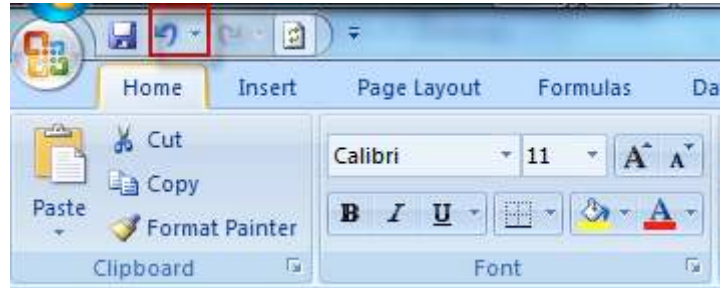 Home Insert Page Layout Formulas Da
Cut
Calibri 11 A A
Copy
Paste
B I U A
Format Painter
Clipboard Font